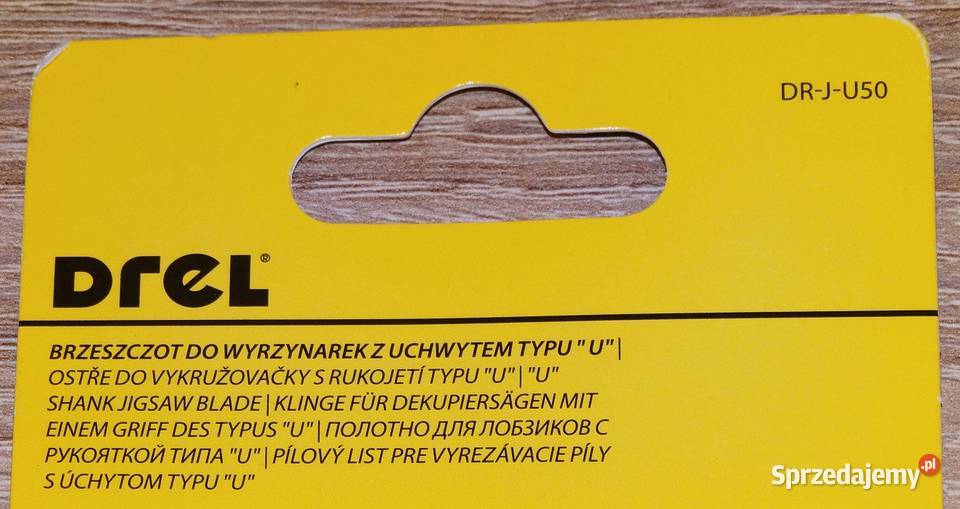 DR-J-U50
DREL®
BRZESZCZOT DO WYRZYNAREK Z UCHWYTEM TYPU " U" |
OSTŘE DO VYKRUŽOVAČKY S RUKOJETÍ TYPU "U" | "U"
SHANK JIGSAW BLADE | KLINGE FÜR DEKUPIERSÄGEN MIT
EINEM GRIFF DES TYPUS "U" | ПОЛОТНО ДЛЯ ЛОБЗИКОВ С
РУКОЯТКОЙ ТИПА "U" | PÍLOVÝ LIST PRE VYREZÁVACIE PÍLY
S ÚCHYTOM TYPU "U"
Sprzedajemy.pl